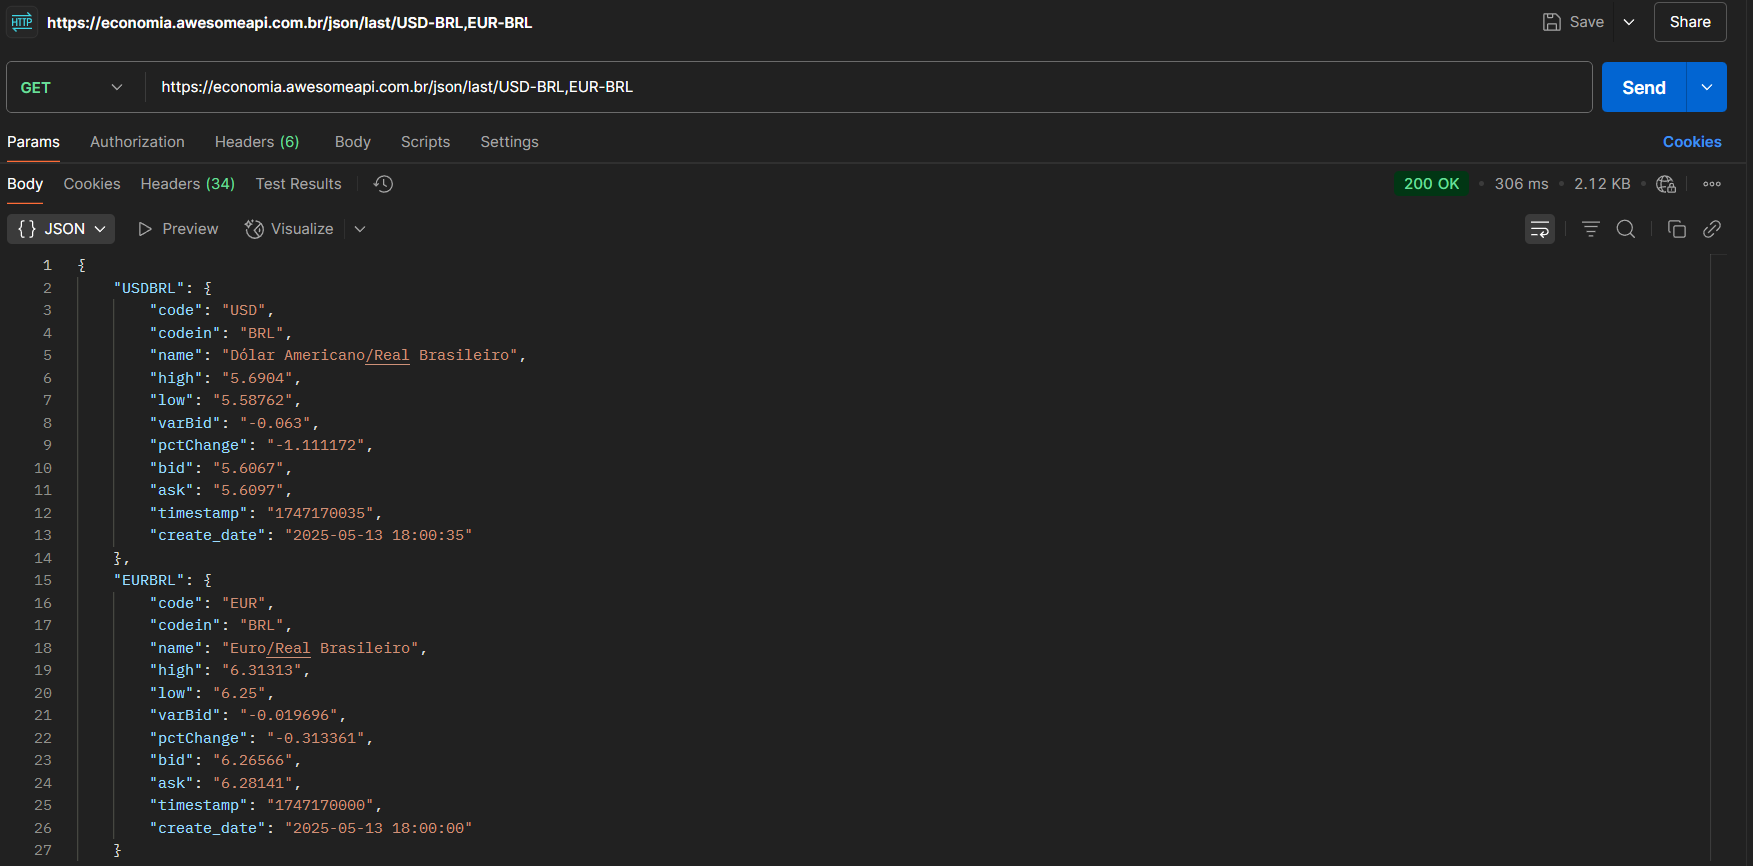 HTTP https://economia.awesomeapi.com.br/json/last/USD-BRL,EUR-BRL Save Share
GET https://economia.awesomeapi.com.br/json/last/USD-BRL,EUR-BRL Send
Params Authorization Headers (6) Body Scripts Settings Cookies
Body Cookies Headers (34) Test Results 200 OK • 306 ms • 2.12 KB •
{} JSON Preview Visualize
1 {
2 "USDBRL": {
3 "code": "USD",
4 "codein": "BRL",
5 "name": "Dólar Americano/Real Brasileiro",
6 "high": "5.6904",
7 "low": "5.58762",
8 "varBid": "-0.063",
9 "pctChange": "-1.111172",
10 "bid": "5.6067",
11 "ask": "5.6097",
12 "timestamp": "1747170035",
13 "create_date": "2025-05-13 18:00:35"
14 },
15 "EURBRL": {
16 "code": "EUR",
17 "codein": "BRL",
18 "name": "Euro/Real Brasileiro",
19 "high": "6.31313",
20 "low": "6.25",
21 "varBid": "-0.019696",
22 "pctChange": "-0.313361",
23 "bid": "6.26566",
24 "ask": "6.28141",
25 "timestamp": "1747170000",
26 "create_date": "2025-05-13 18:00:00"
27 }